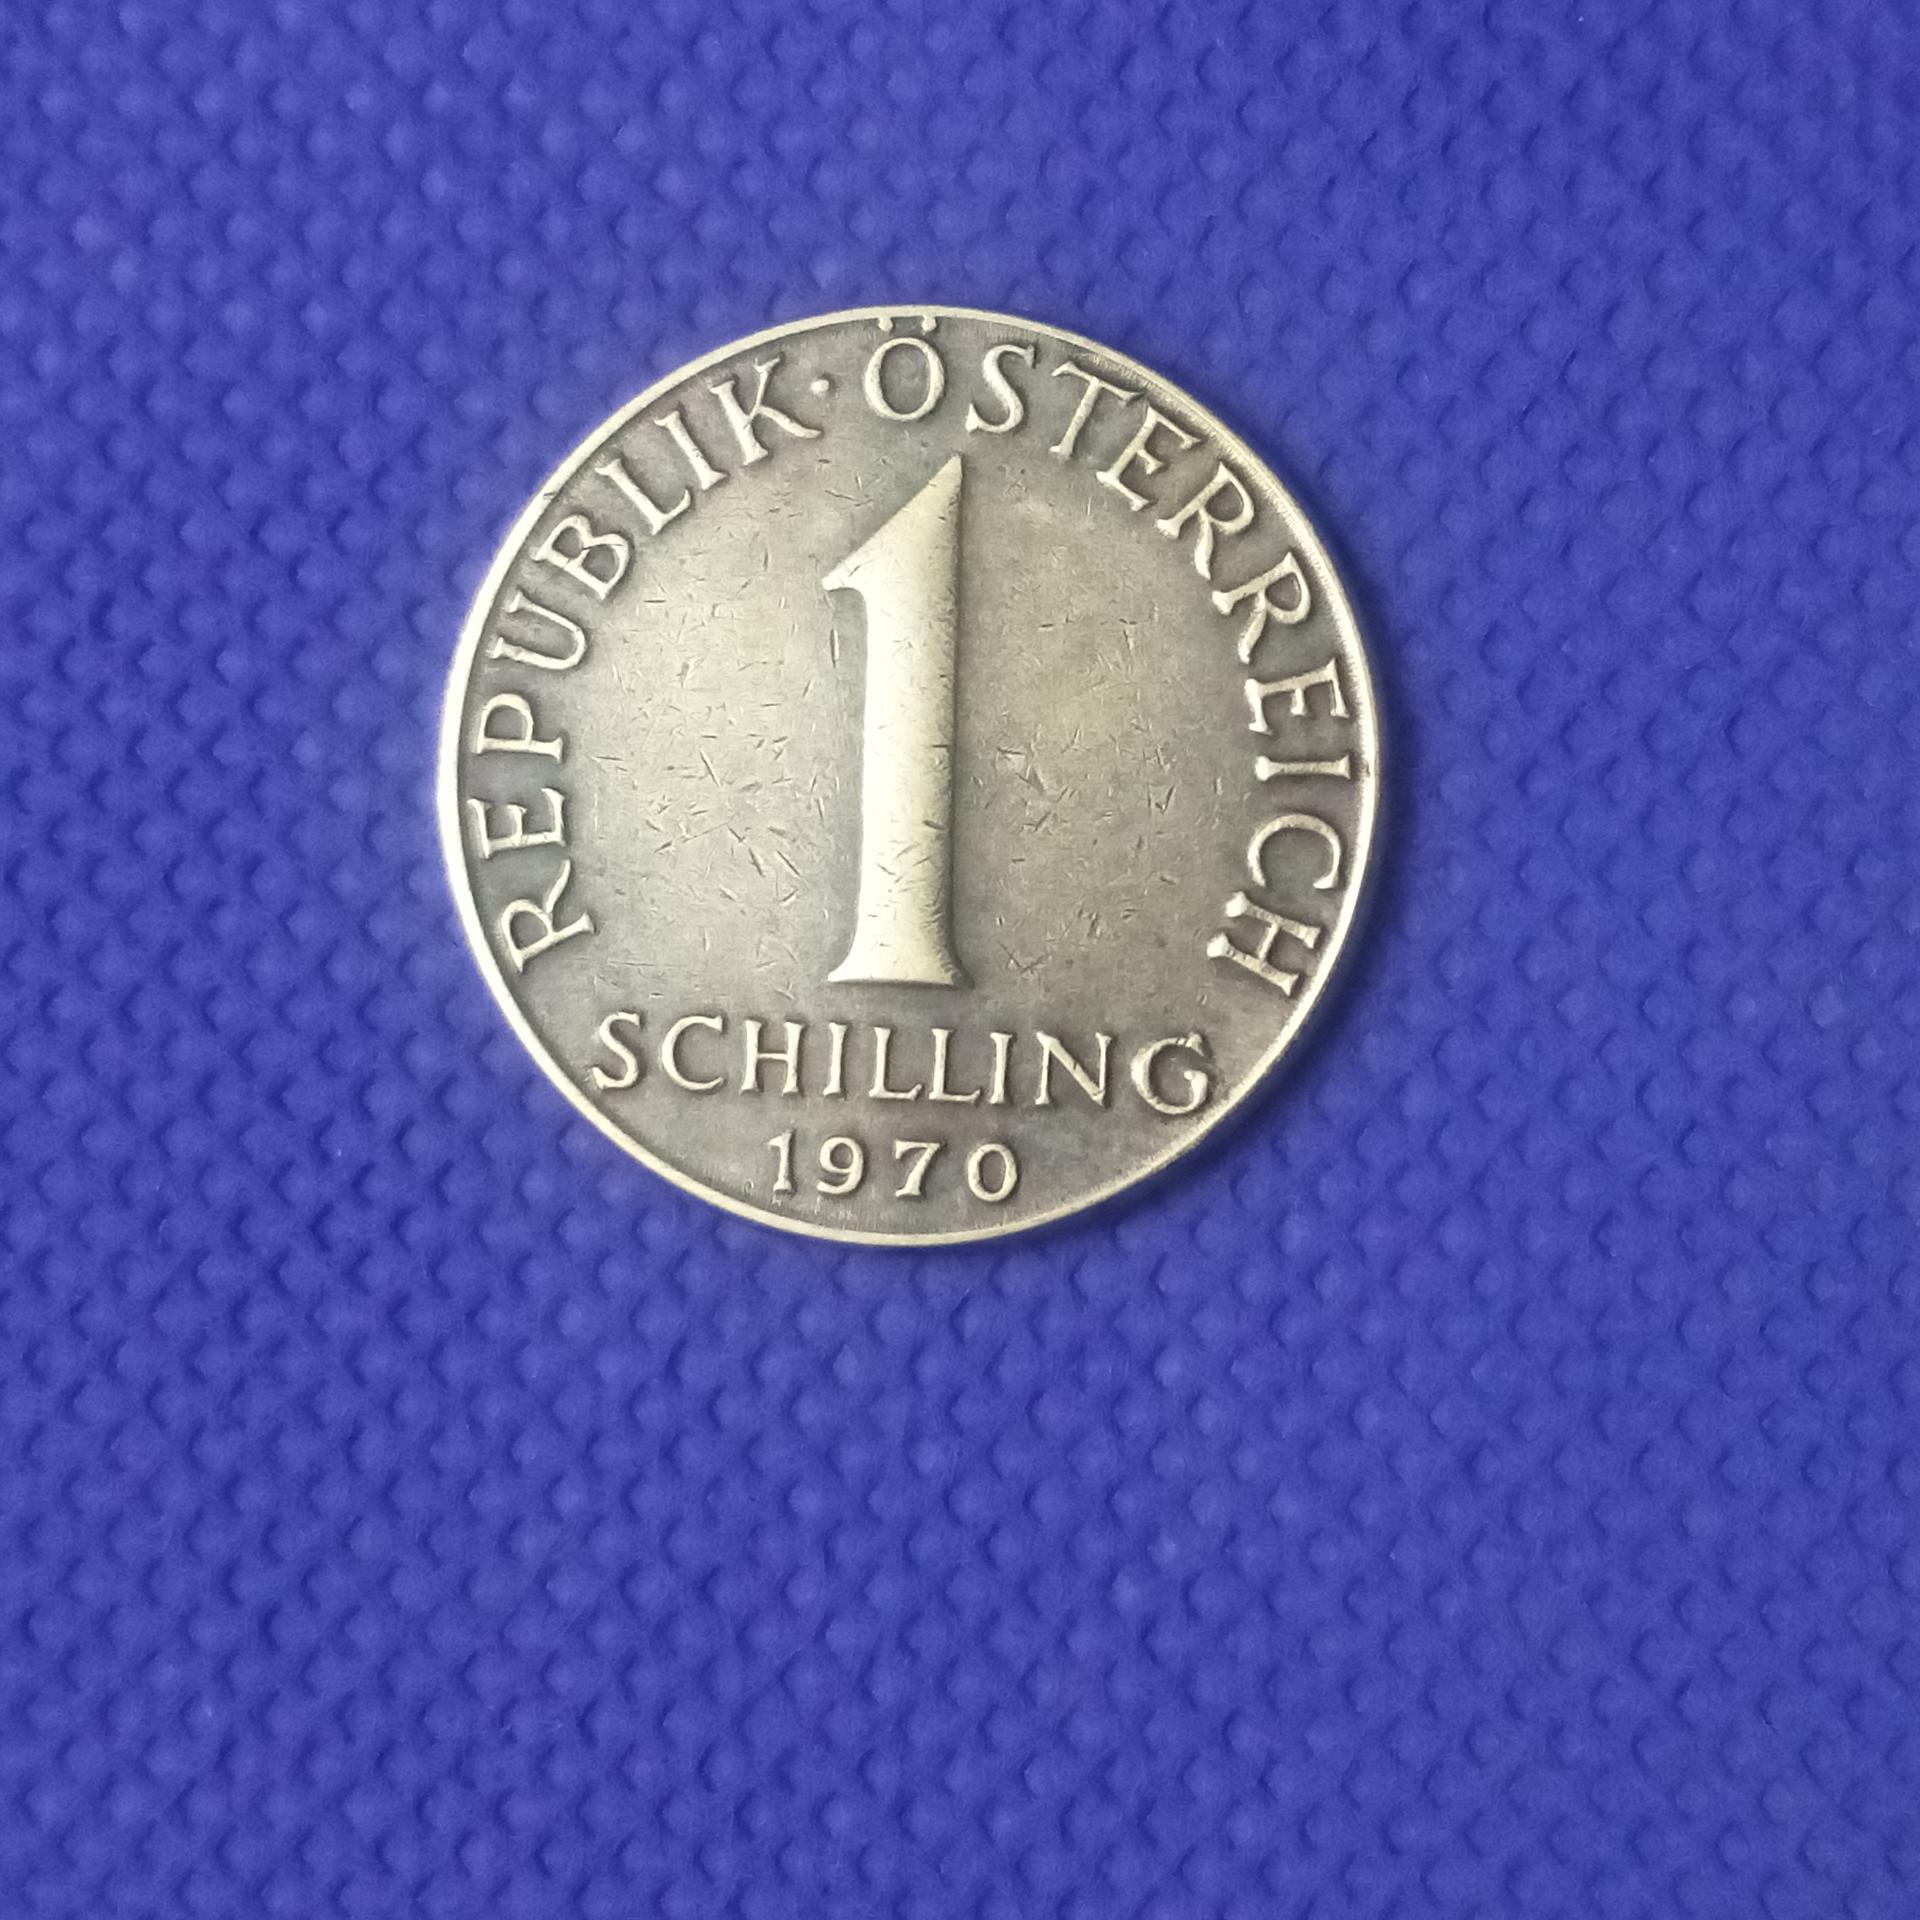 REPUBLIK · ÖSTERREICH
1
SCHILLING
1970